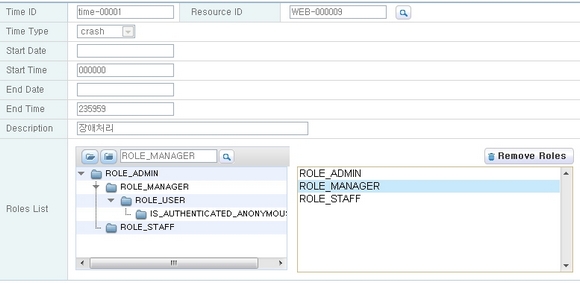 Time ID time-00001 Resource ID WEB-000009
Time Type crash
Start Date
Start Time 000000
End Date
End Time 235959
Description 장애처리
ROLE_MANAGER Remove Roles
Roles List
ROLE_ADMIN
ROLE_MANAGER
ROLE_USER
IS_AUTHENTICATED_ANONYMOU
ROLE_STAFF
ROLE_ADMIN
ROLE_MANAGER
ROLE_STAFF